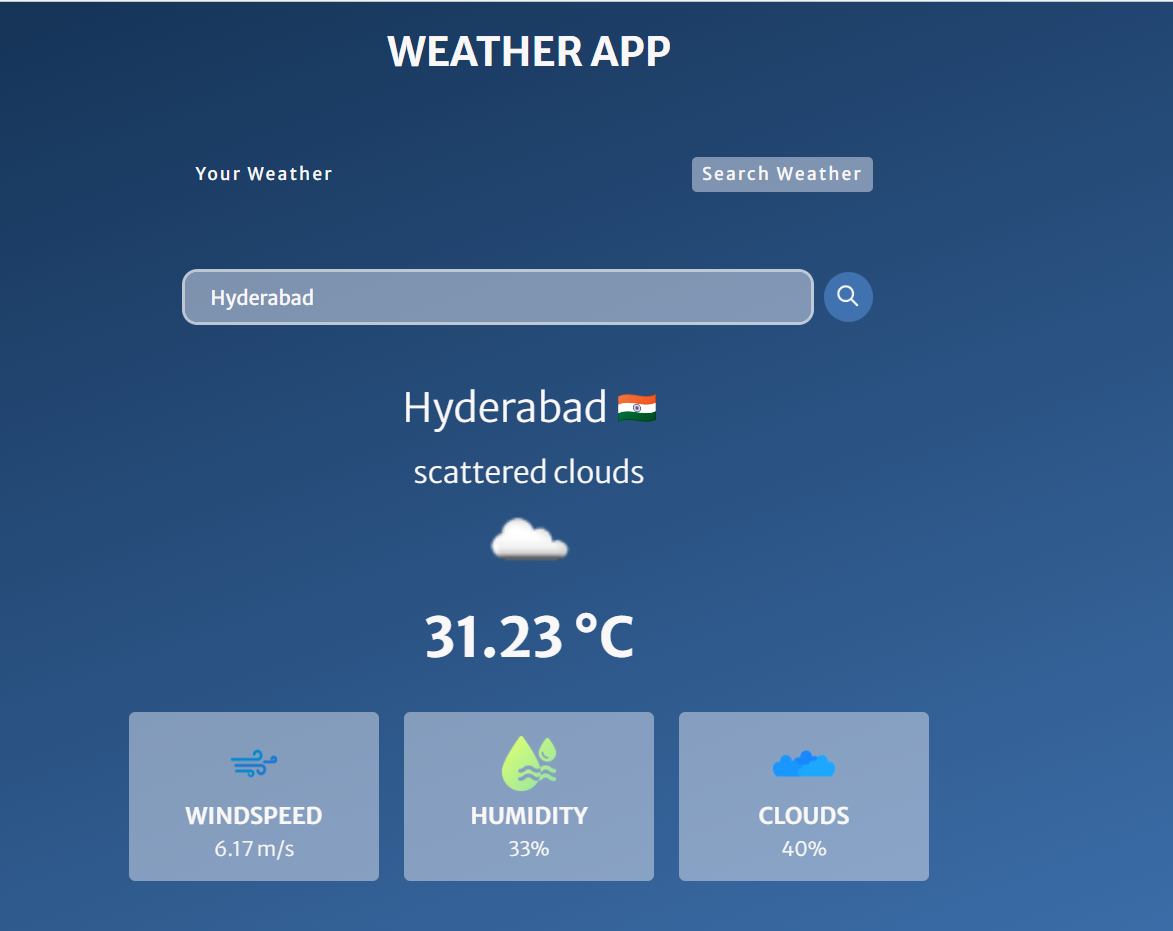 WEATHER APP
Your Weather
Search Weather
Hyderabad
Hyderabad
scattered clouds
31.23 °C
WINDSPEED
6.17 m/s
HUMIDITY
33%
CLOUDS
40%